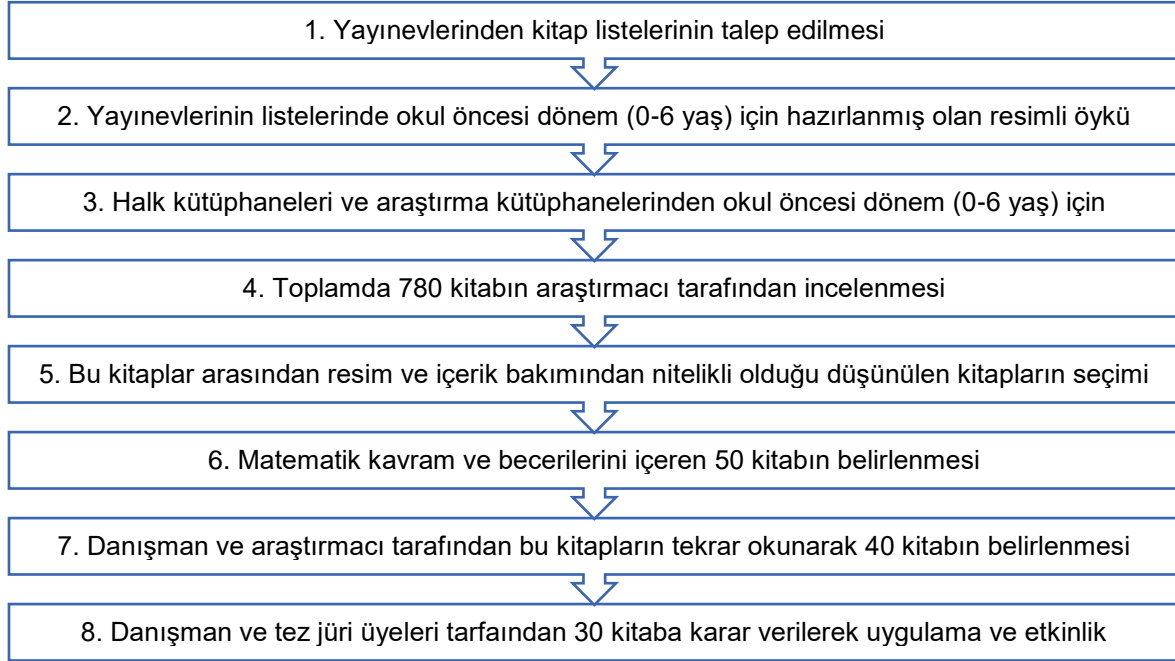 1. Yayınevlerinden kitap listelerinin talep edilmesi
2. Yayınevlerinin listelerinde okul öncesi dönem (0-6 yaş) için hazırlanmış olan resimli öykü
3. Halk kütüphaneleri ve araştırma kütüphanelerinden okul öncesi dönem (0-6 yaş) için
4. Toplamda 780 kitabın araştırmacı tarafından incelenmesi
5. Bu kitaplar arasından resim ve içerik bakımından nitelikli olduğu düşünülen kitapların seçimi
6. Matematik kavram ve becerilerini içeren 50 kitabın belirlenmesi
7. Danışman ve araştırmacı tarafından bu kitapların tekrar okunarak 40 kitabın belirlenmesi
8. Danışman ve tez jüri üyeleri tarfaından 30 kitaba karar verilerek uygulama ve etkinlik